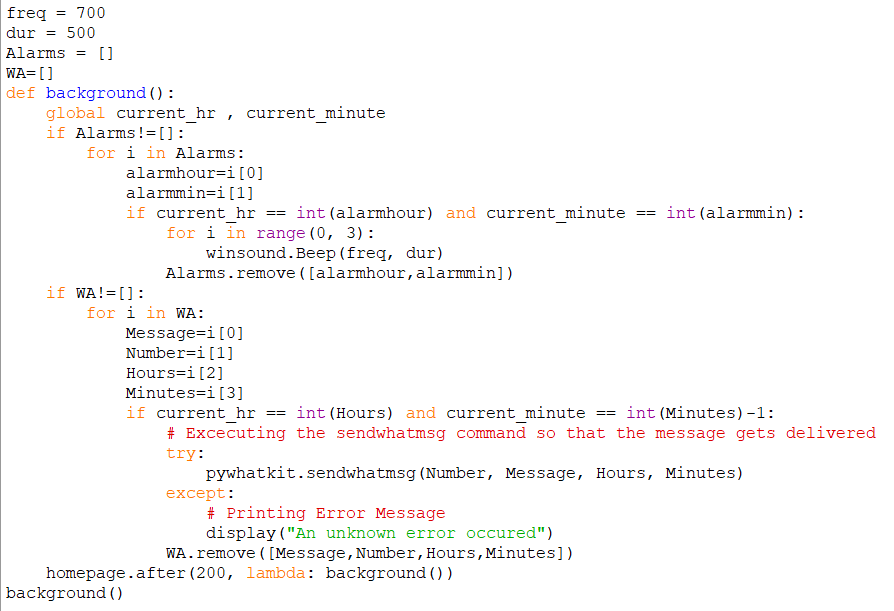 freq = 700
dur = 500
Alarms = []
WA=[]
def background():
    global current_hr , current_minute
    if Alarms!=[]:
        for i in Alarms:
            alarmhour=i[0]
            alarmmin=i[1]
            if current_hr == int(alarmhour) and current_minute == int(alarmmin):
                for i in range(0, 3):
                    winsound.Beep(freq, dur)
                Alarms.remove([alarmhour,alarmmin])
    if WA!=[]:
        for i in WA:
            Message=i[0]
            Number=i[1]
            Hours=i[2]
            Minutes=i[3]
            if current_hr == int(Hours) and current_minute == int(Minutes)-1:
                # Excecuting the sendwhatmsg command so that the message gets delivered
                try:
                    pywhatkit.sendwhatmsg(Number, Message, Hours, Minutes)
                except:
                    # Printing Error Message
                    display("An unknown error occured")
                WA.remove([Message,Number,Hours,Minutes])
    homepage.after(200, lambda: background())
background()